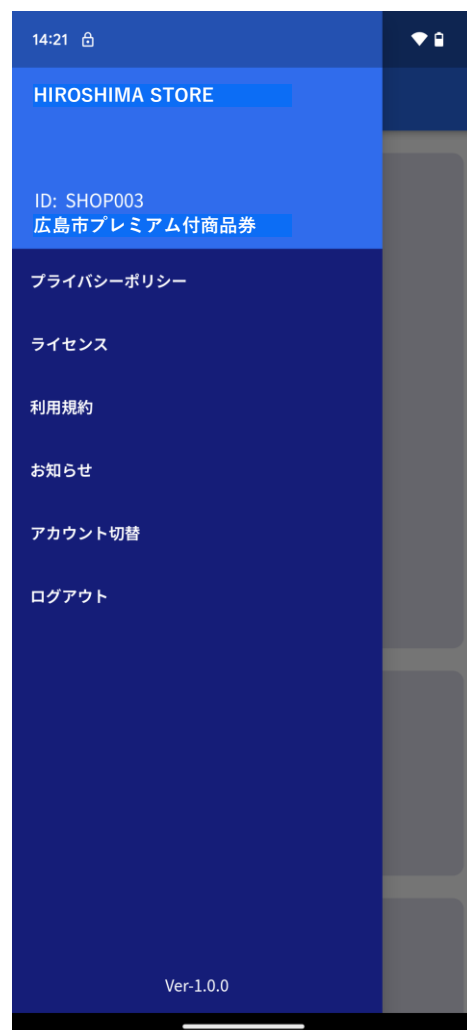 14:21
HIROSHIMA STORE
ID: SHOP003
広島市プレミアム付商品券
プライバシーポリシー
ライセンス
利用規約
お知らせ
アカウント切替
ログアウト
Ver-1.0.0